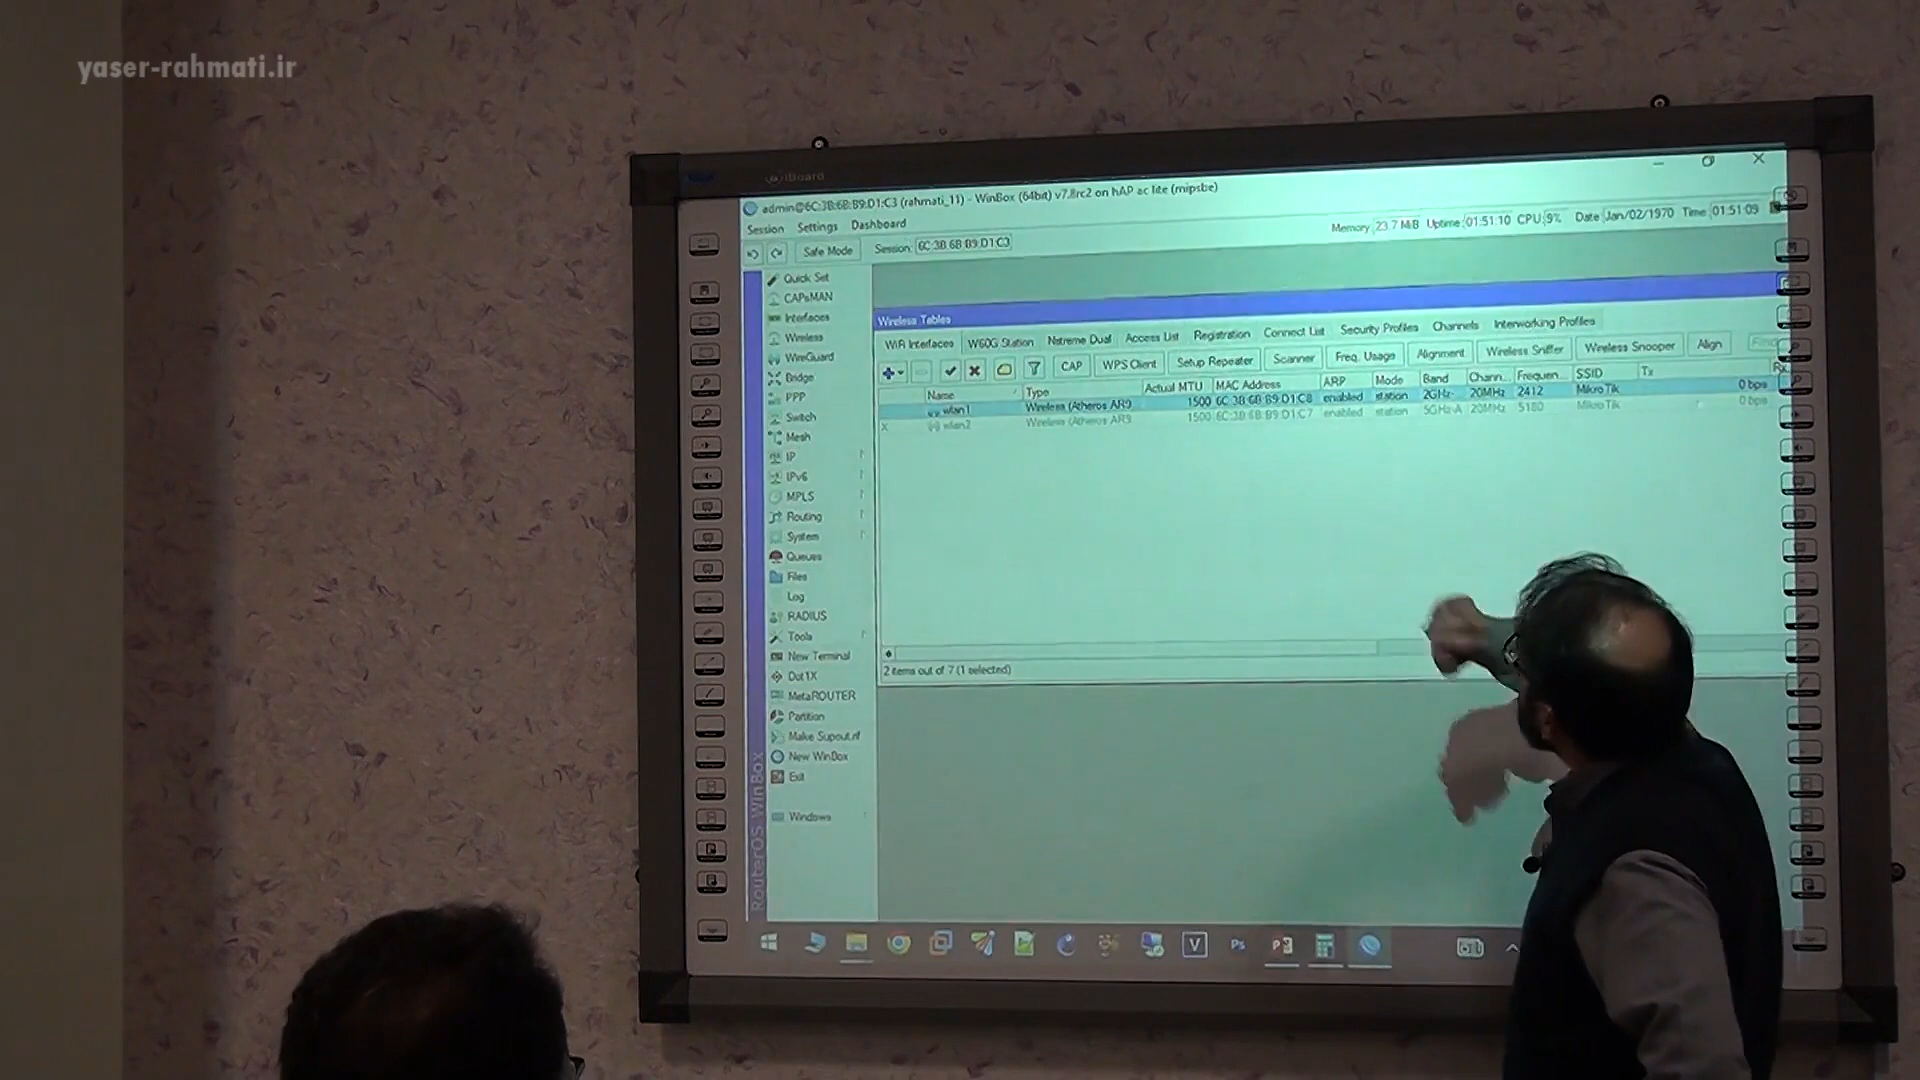 yaser-rahmati.ir
iBoard
admin@6C:3B:6B:B9:D1:C3 (rahmati_11) - WinBox (64bit) v7.8rc2 on hAP ac lite (mipsbe)
Session Settings Dashboard
Memory 23.7 MiB Uptime 01:51:10 CPU 9% Date Jan/02/1970 Time 01:51:09
Safe Mode Session: 6C:3B:6B:B9:D1:C3
Quick Set
CAPsMAN
Interfaces
Wireless
WireGuard
Bridge
PPP
Switch
Mesh
IP
IPv6
MPLS
Routing
System
Queues
Files
Log
RADIUS
Tools
New Terminal
Dot1X
MetaROUTER
Partition
Make Supout.rif
New WinBox
Exit
Windows
RouterOS WinBox
Wireless Tables
WiFi Interfaces W60G Station Nstreme Dual Access List Registration Connect List Security Profiles Channels Interworking Profiles
CAP WPS Client Setup Repeater Scanner Freq. Usage Alignment Wireless Sniffer Wireless Snooper Align Find
Name Type Actual MTU MAC Address ARP Mode Band Chann... Frequen... SSID Tx Rx
wlan1 Wireless (Atheros AR9 1500 6C:3B:6B:B9:D1:C8 enabled station 2GHz- 20MHz 2412 MikroTik 0 bps
X wlan2 Wireless (Atheros AR9 1500 6C:3B:6B:B9:D1:C7 enabled station 5GHz-A 20MHz 5180 MikroTik 0 bps
2 items out of 7 (1 selected)